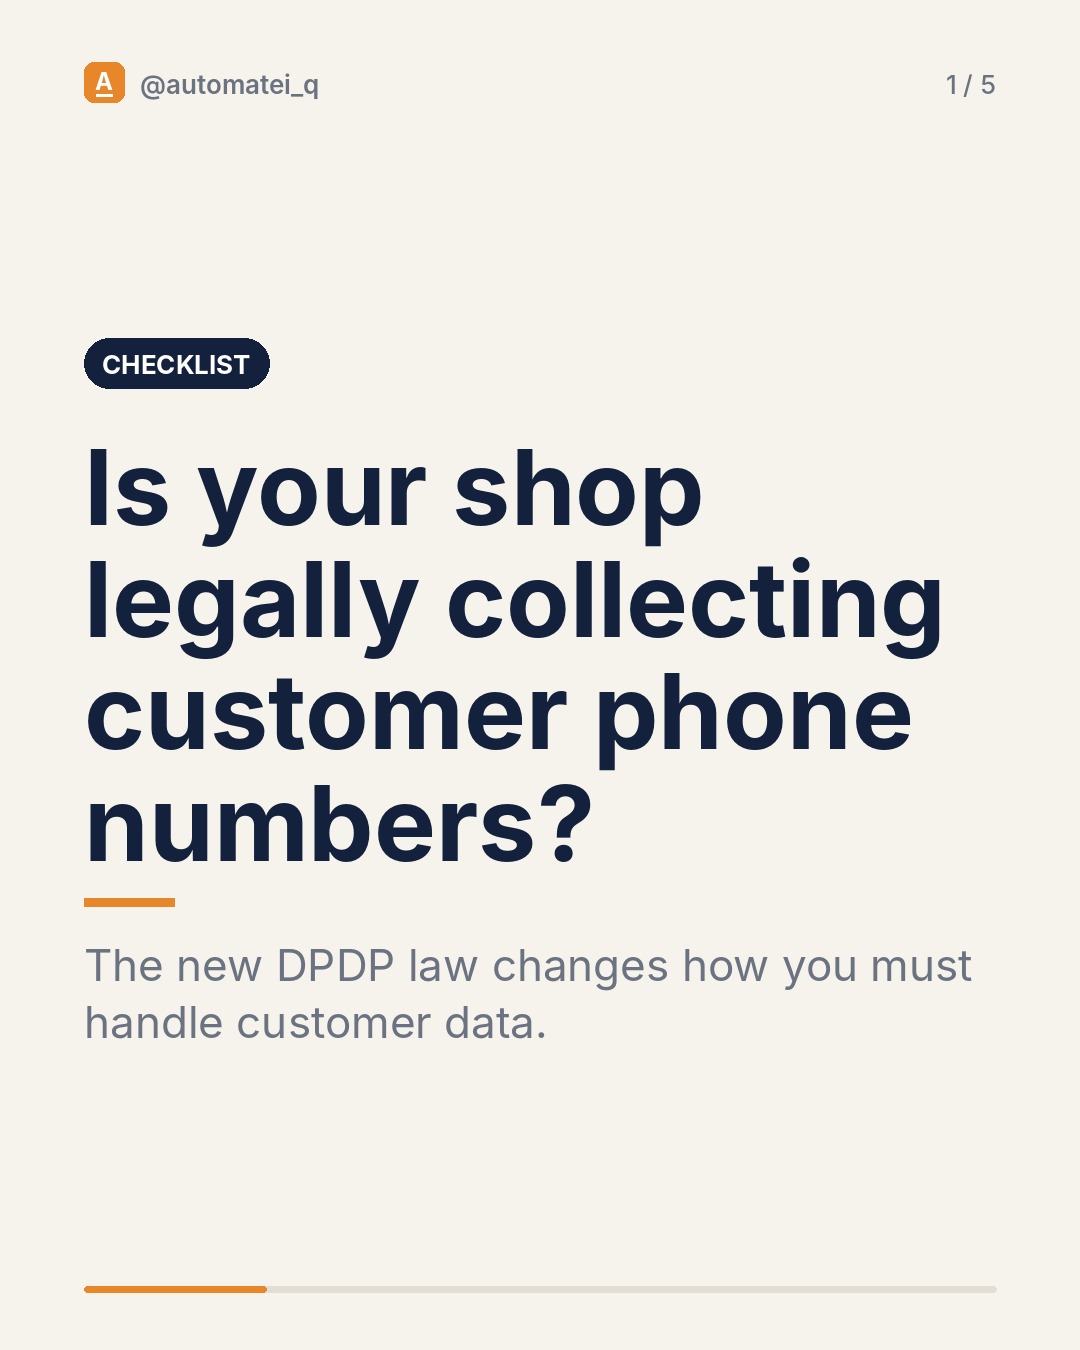 A @automatei_q
1 / 5
CHECKLIST
Is your shop
legally collecting
customer phone
numbers?
The new DPDP law changes how you must
handle customer data.